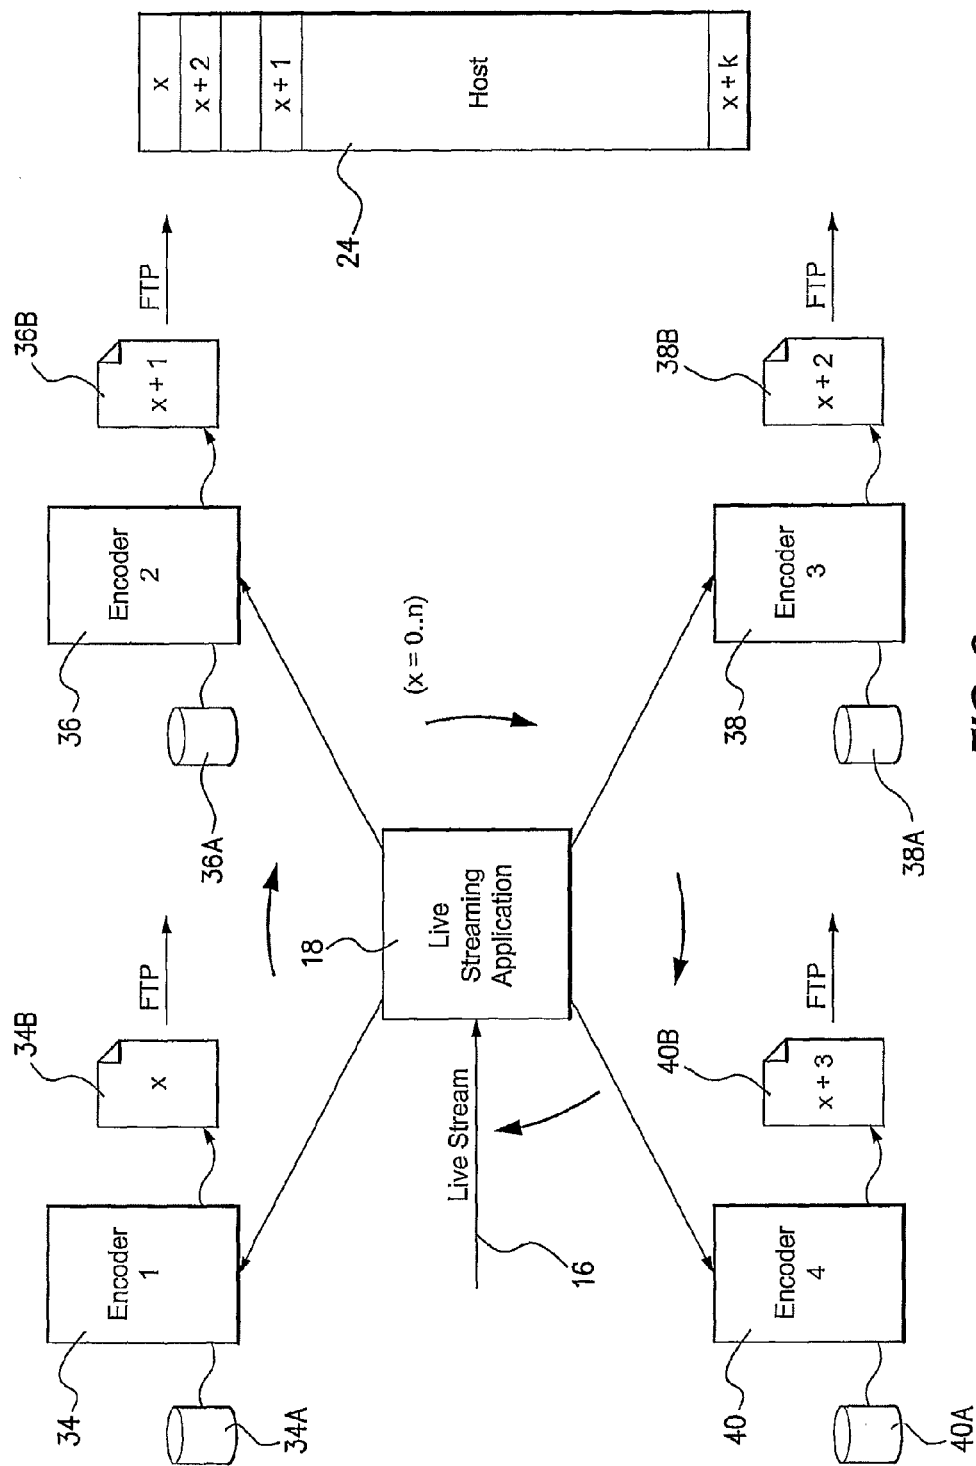 34B
x
FTP
Encoder
1
34
34A
36B
x + 1
FTP
Encoder
2
36
36A
Live Stream
16
18
Live
Streaming
Application
(x = 0..n)
x
x + 2
x + 1
Host
x + k
24
40B
x + 3
FTP
Encoder
4
40
40A
38B
x + 2
FTP
Encoder
3
38
38A